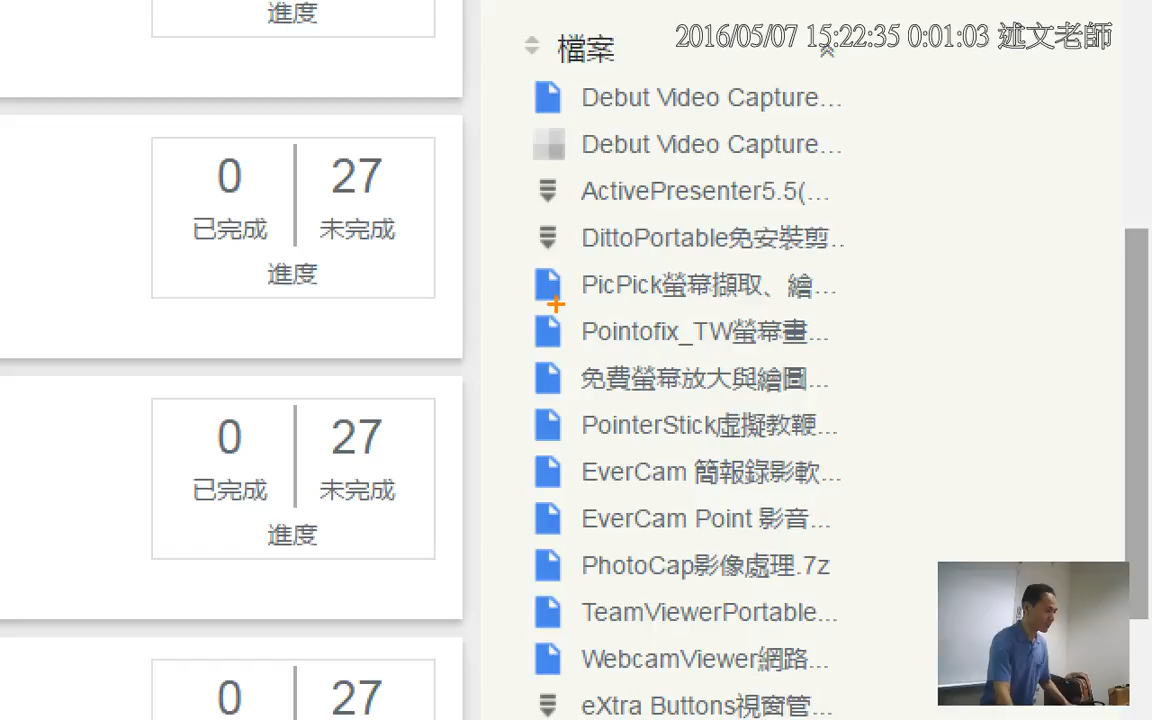 進度
0 27
已完成 未完成
進度
0 27
已完成 未完成
進度
0 27
2016/05/07 15:22:35 0:01:03 述文老師
檔案
Debut Video Capture...
Debut Video Capture...
ActivePresenter5.5(...
DittoPortable免安裝剪...
PicPick螢幕擷取、繪...
Pointofix_TW螢幕畫...
免費螢幕放大與繪圖...
PointerStick虛擬教鞭...
EverCam 簡報錄影軟...
EverCam Point 影音...
PhotoCap影像處理.7z
TeamViewerPortable...
WebcamViewer網路...
eXtra Buttons視窗管...